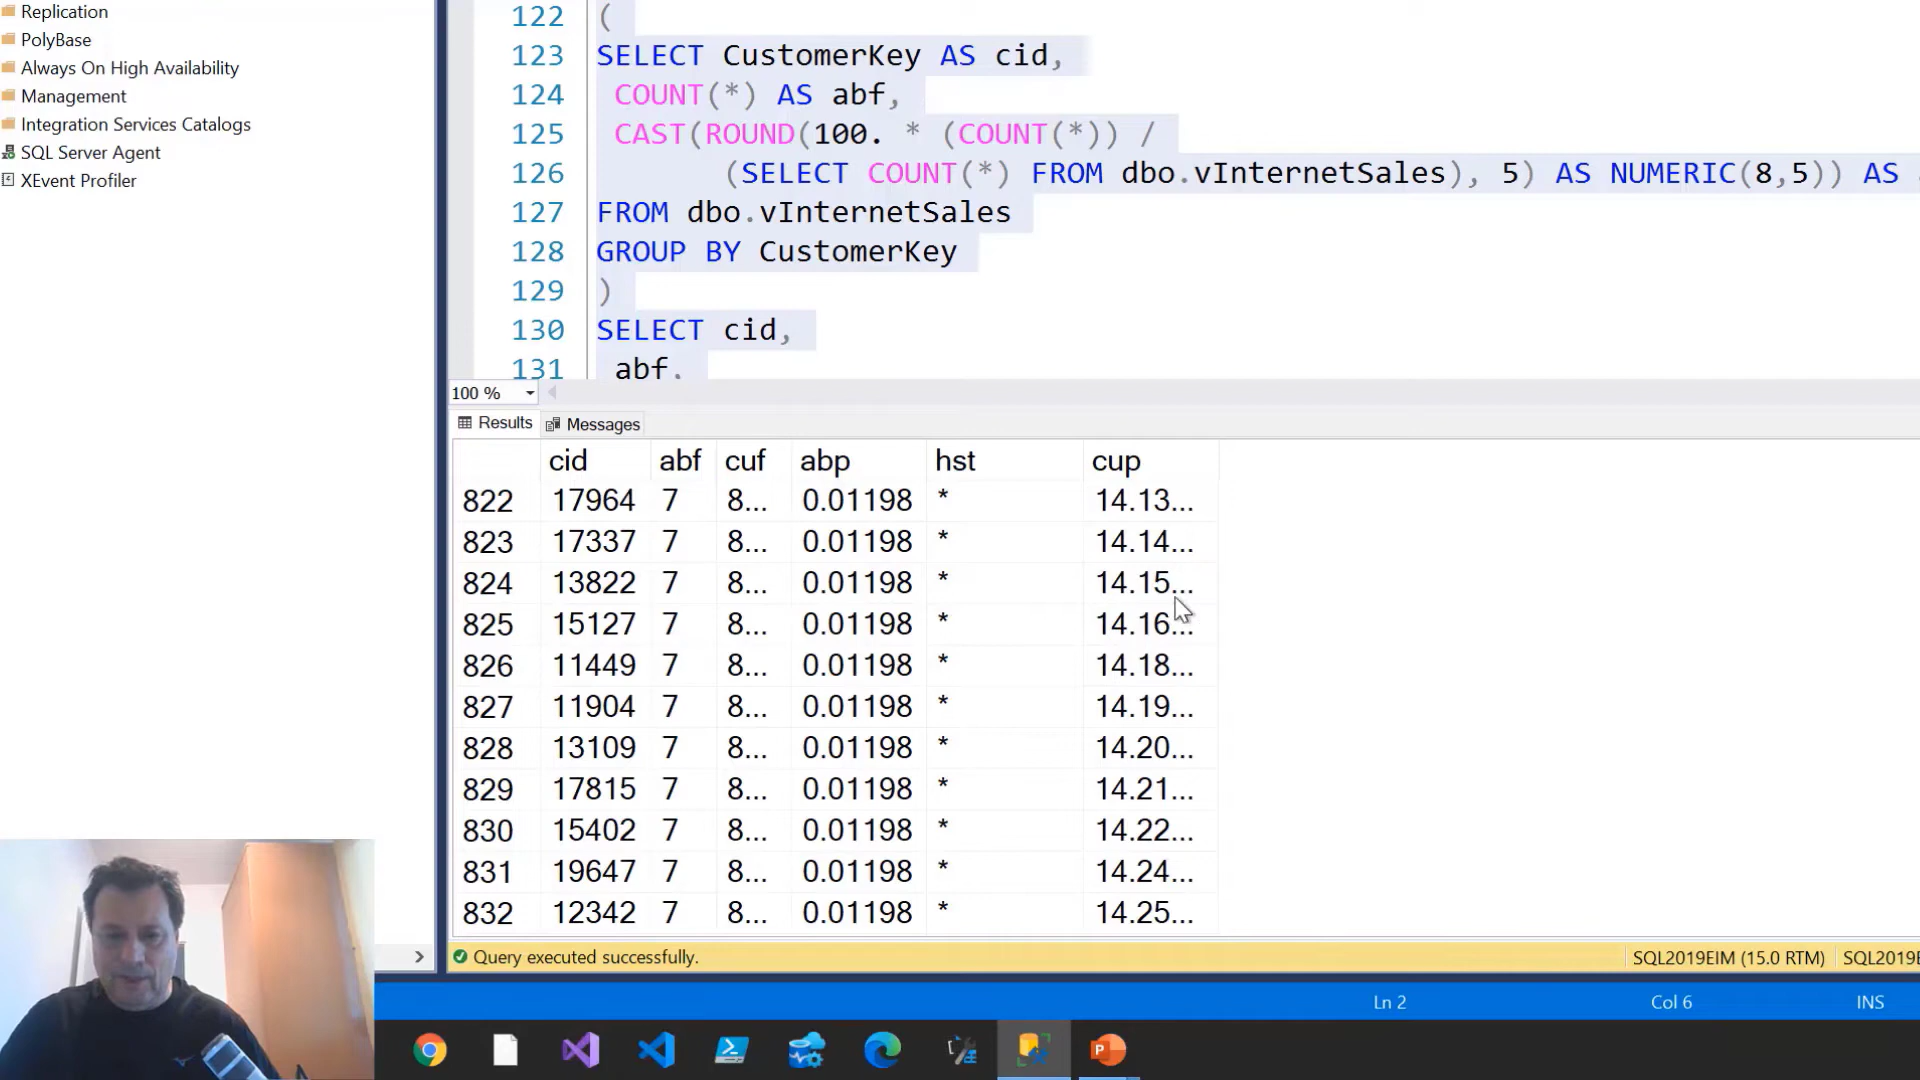 Replication
PolyBase
Always On High Availability
Management
Integration Services Catalogs
SQL Server Agent
XEvent Profiler
122 (
123 SELECT CustomerKey AS cid,
124 COUNT(*) AS abf,
125 CAST(ROUND(100. * (COUNT(*)) /
126 (SELECT COUNT(*) FROM dbo.vInternetSales), 5) AS NUMERIC(8,5)) AS
127 FROM dbo.vInternetSales
128 GROUP BY CustomerKey
129 )
130 SELECT cid,
131 abf,
100 %
Results Messages
cid abf cuf abp hst cup
822 17964 7 8... 0.01198 * 14.13...
823 17337 7 8... 0.01198 * 14.14...
824 13822 7 8... 0.01198 * 14.15...
825 15127 7 8... 0.01198 * 14.16...
826 11449 7 8... 0.01198 * 14.18...
827 11904 7 8... 0.01198 * 14.19...
828 13109 7 8... 0.01198 * 14.20...
829 17815 7 8... 0.01198 * 14.21...
830 15402 7 8... 0.01198 * 14.22...
831 19647 7 8... 0.01198 * 14.24...
832 12342 7 8... 0.01198 * 14.25...
Query executed successfully. SQL2019EIM (15.0 RTM) SQL2019E
Ln 2 Col 6 INS